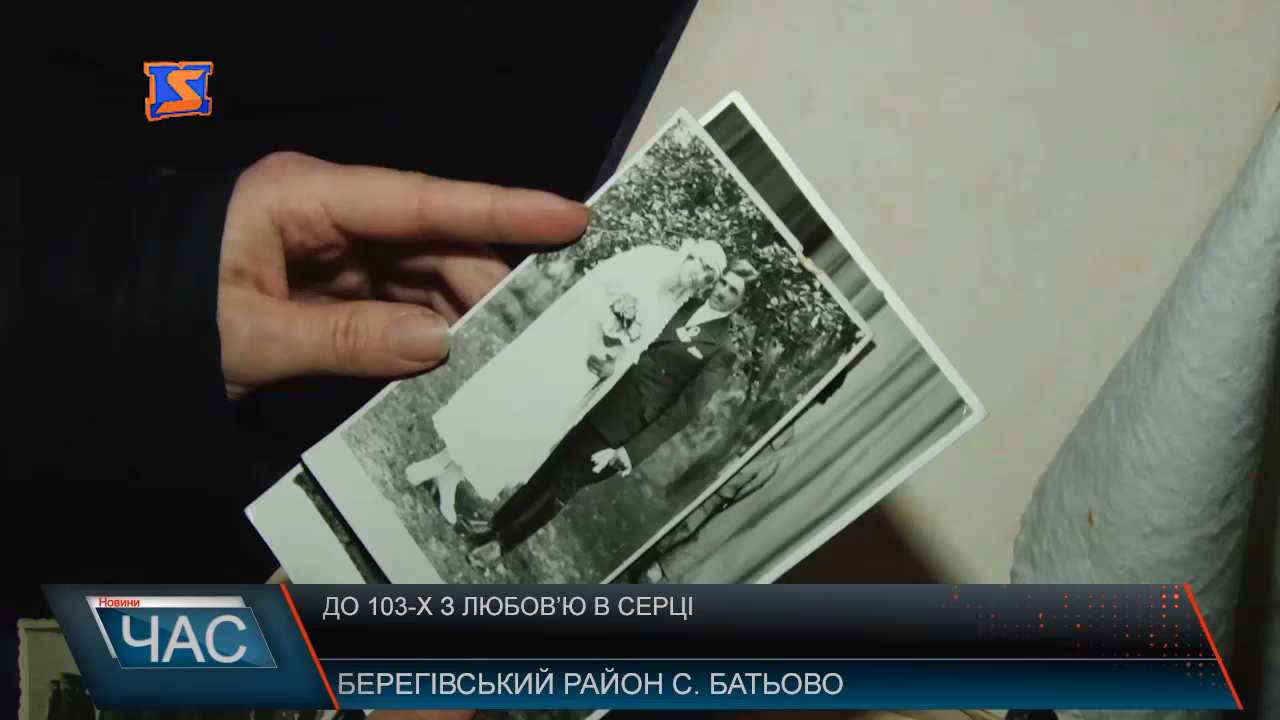 ДО 103-Х З ЛЮБОВ’Ю В СЕРЦІ
Новини
ЧАС
БЕРЕГІВСЬКИЙ РАЙОН С. БАТЬОВО